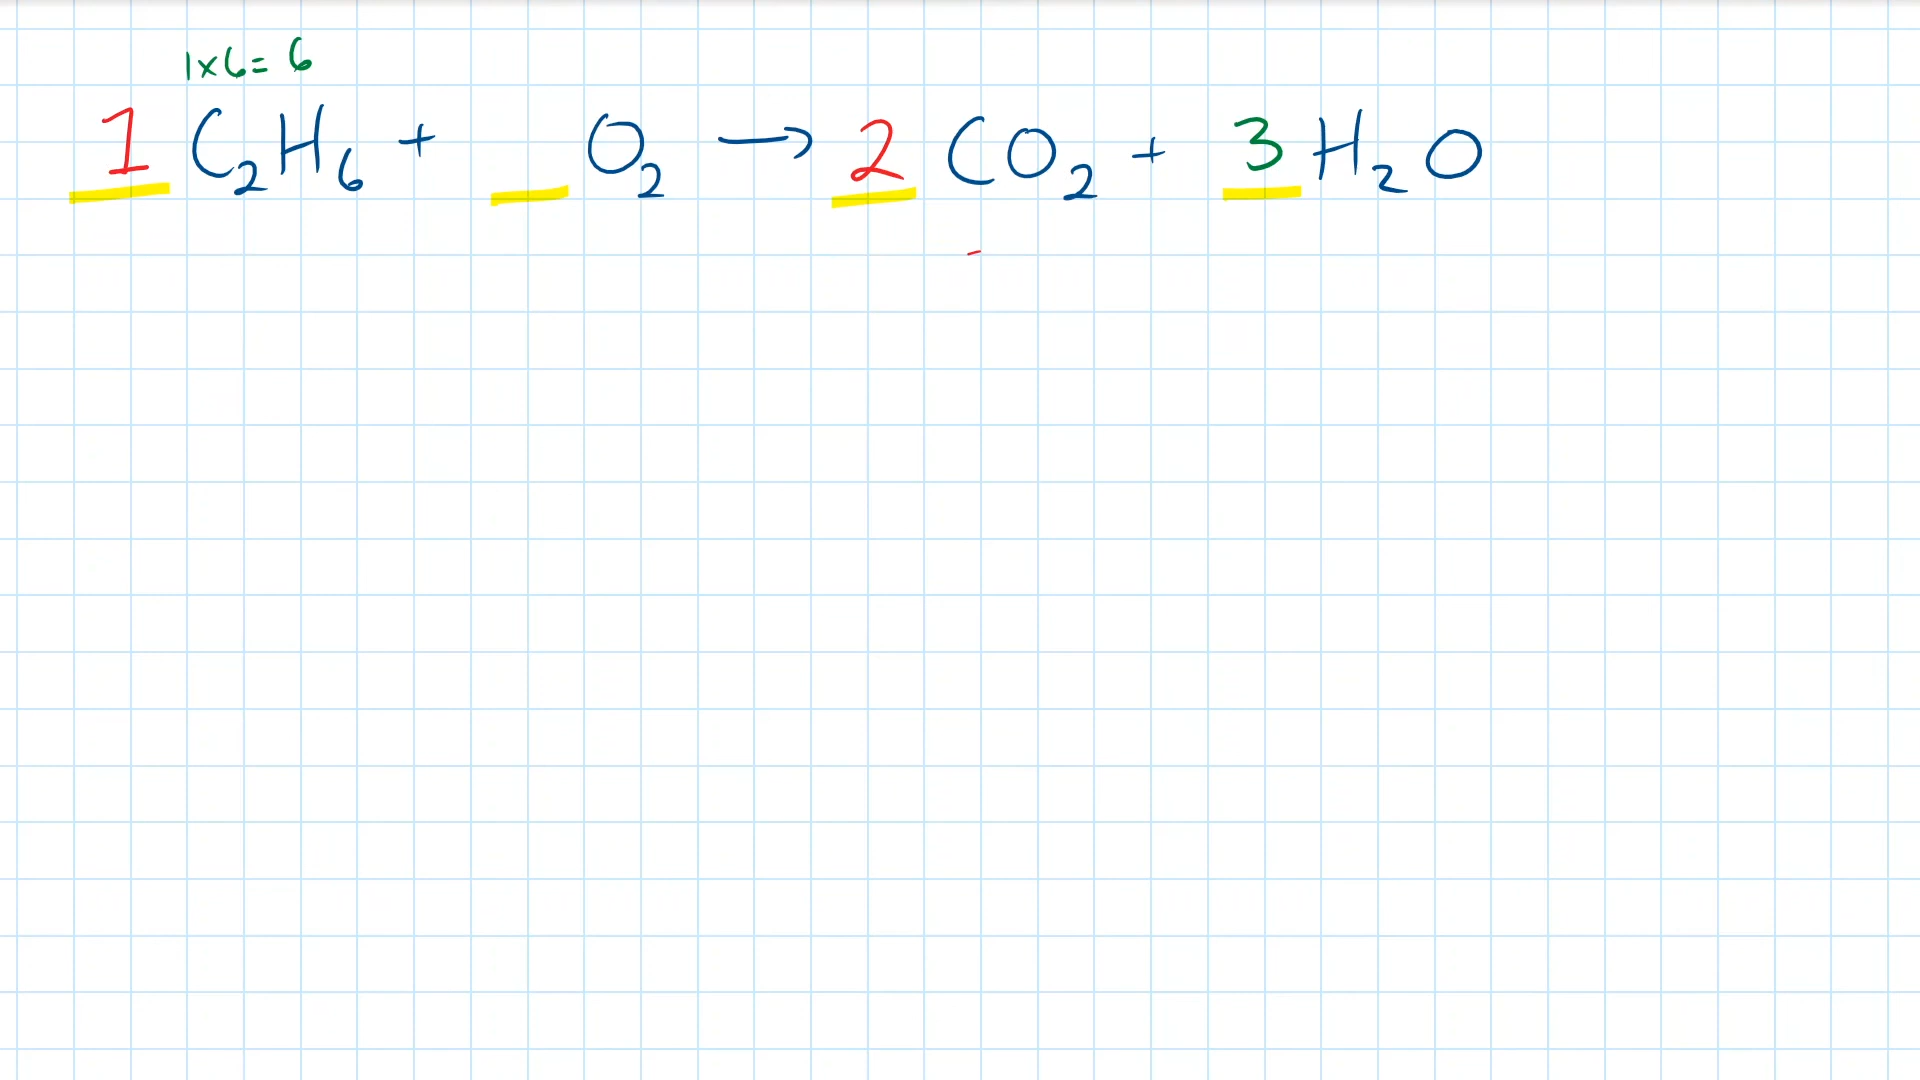 1x6= 6
1 C₂H₆ + _ O₂ → 2 CO₂ + 3 H₂O